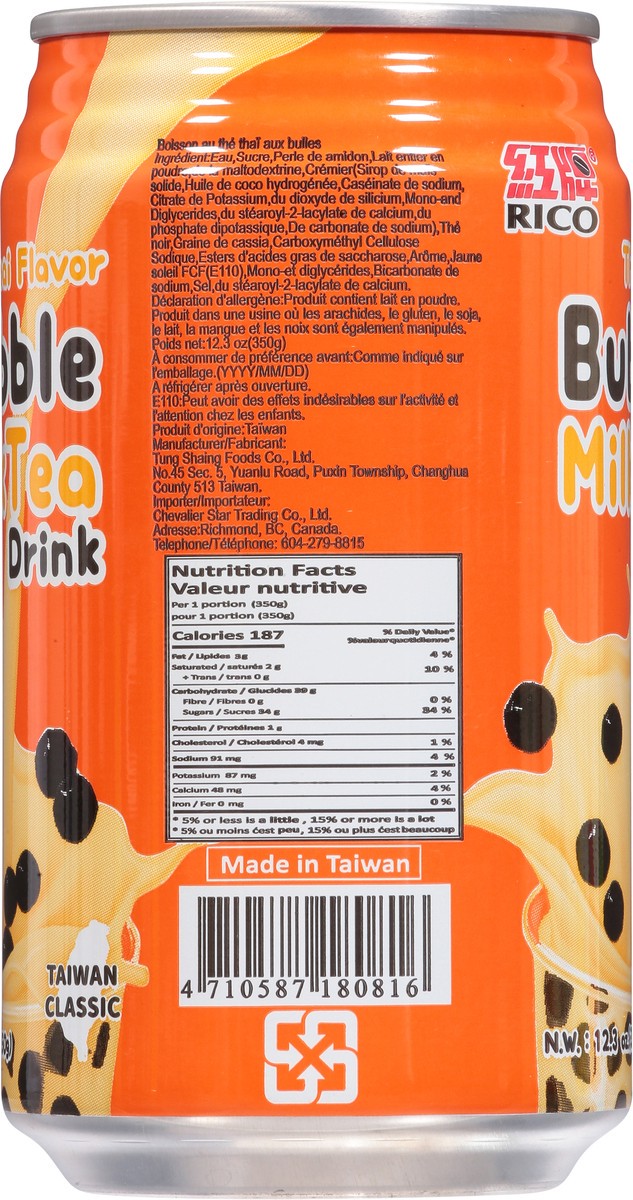 Boisson au thé thaï aux bulles
Ingrédient:Eau,Sucre,Perle de amidon,Lait entier en
poudre, maltodextrine,Crémier(Sirop de
solide,Huile de coco hydrogénée,Caséinate de sodium,
Citrate de Potassium,du dioxyde de silicium,Mono-and
Diglycerides,du stéaroyl-2-lacylate de calcium,du
phosphate dipotassique,De carbonate de sodium),Thé
noir,Graine de cassia,Carboxyméthyl Cellulose
Sodique,Esters d'acides gras de saccharose,Arôme,Jaune
soleil FCF(E110),Mono-et diglycérides,Bicarbonate de
sodium,Sel,du stéaroyl-2-lacylate de calcium.
Déclaration d'allergène:Produit contient lait en poudre.
Produit dans une usine où les arachides, le gluten, le soja,
le lait, la mangue et les noix sont également manipulés.
Poids net:12.3 oz(350g)
A consommer de préférence avant:Comme indiqué sur
l'emballage.(YYYY/MM/DD)
A réfrigérer après ouverture.
E110:Peut avoir des effets indésirables sur l'activité et
l'attention chez les enfants.
Produit d'origine:Taïwan
Manufacturer/Fabricant:
Tung Shaing Foods Co., Ltd.
No.45 Sec. 5, Yuanlu Road, Puxin Township, Changhua
County 513 Taiwan.
Importer/Importateur:
Chevalier Star Trading Co., Ltd.
Adresse:Richmond, BC, Canada.
Telephone/Téléphone: 604-279-8815
Nutrition Facts
Valeur nutritive
Per 1 portion (350g)
pour 1 portion (350g)
Calories 187
% Daily Value*
%valeur quotidienne*
Fat / Lipides 3g 4 %
Saturated / saturés 2 g 10 %
+ Trans / trans 0 g
Carbohydrate / Glucides 39 g
Fibre / Fibres 0 g 0 %
Sugars / Sucres 34 g 34 %
Protein / Protéines 1 g
Cholesterol / Cholestérol 4 mg 1 %
Sodium 91 mg 4 %
Potassium 87 mg 2 %
Calcium 48 mg 4 %
Iron / Fer 0 mg 0 %
* 5% or less is a little , 15% or more is a lot
* 5% ou moins ćest peu, 15% ou plus ćest beaucoup
Made in Taiwan
4 710587 180816
RICO
®
ai Flavor
bble
Tea
Drink
TAIWAN
CLASSIC
Bu
Mil
N.W.: 12.3 oz